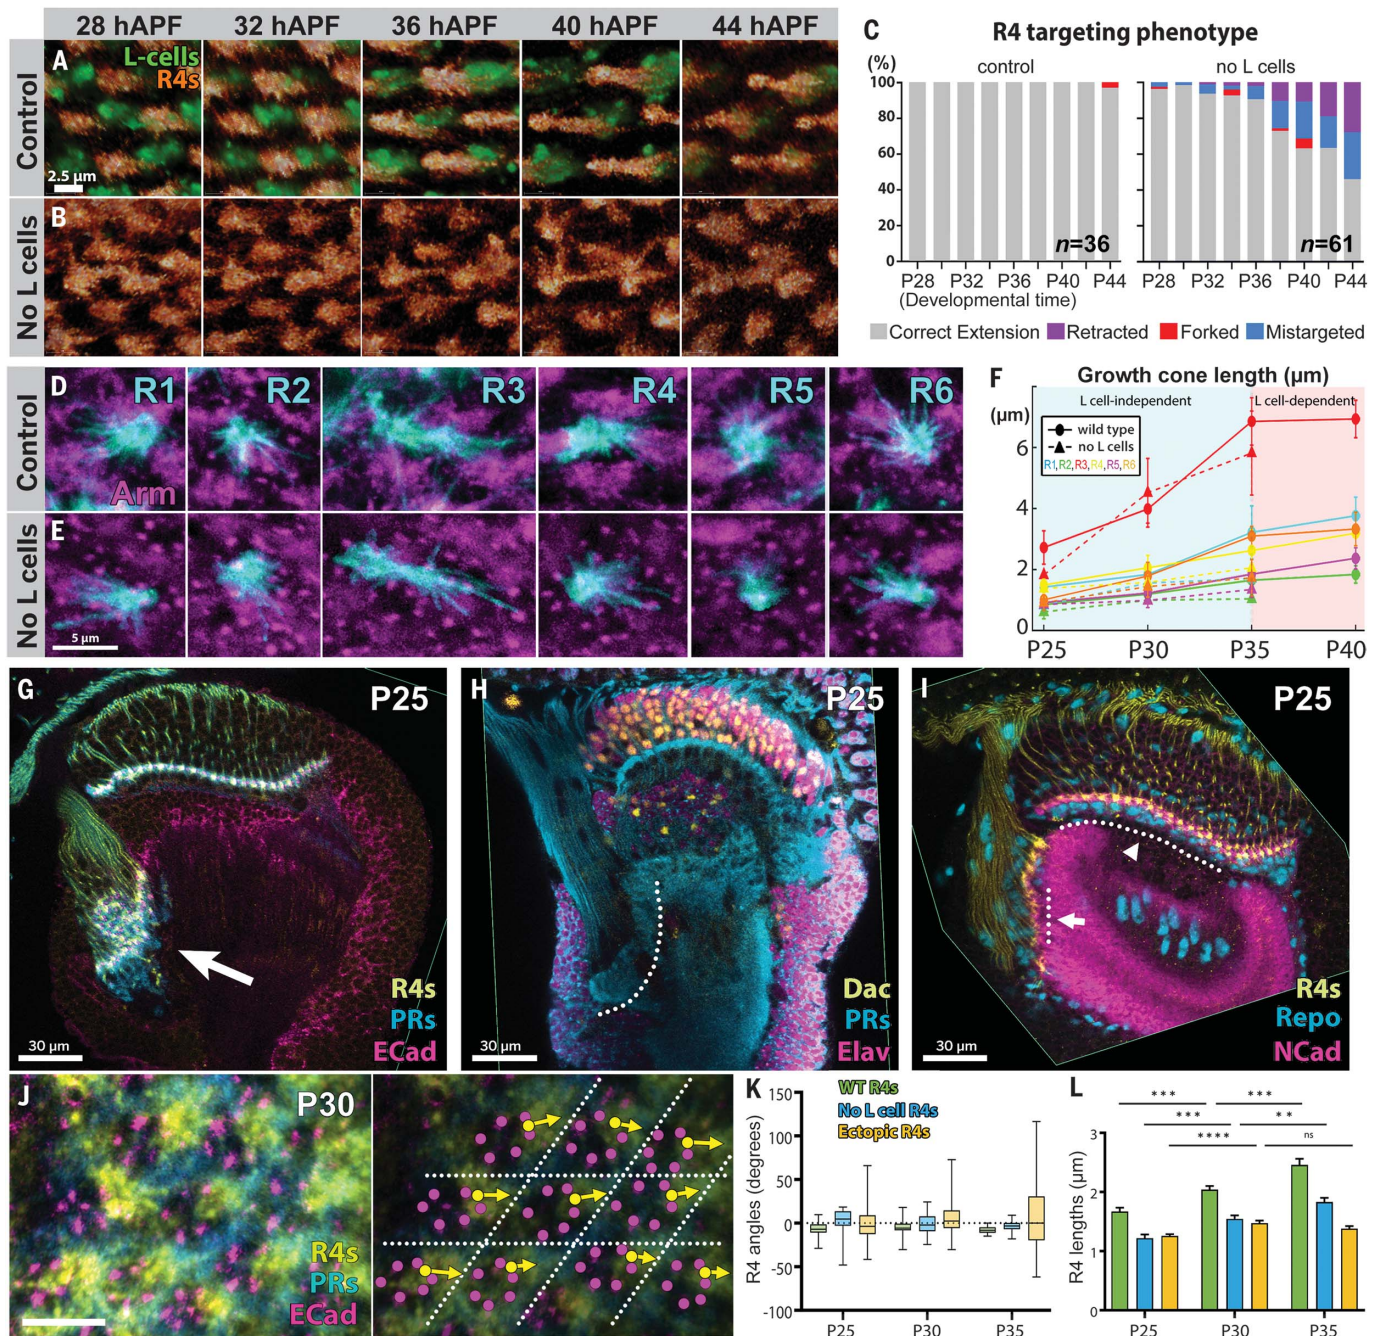 28 hAPF 32 hAPF 36 hAPF 40 hAPF 44 hAPF
Control
A
L-cells
R4s
2.5 µm
No L cells
B
C
R4 targeting phenotype
(%)
control
no L cells
100
80
60
40
20
0
n=36
n=61
P28 P32 P36 P40 P44
P28 P32 P36 P40 P44
(Developmental time)
Correct Extension Retracted Forked Mistargeted
Control
D
R1 R2 R3 R4 R5 R6
Arm
No L cells
E
5 µm
F
Growth cone length (µm)
(µm)
L cell-independent
L cell-dependent
wild type
no L cells
R1,R2,R3,R4,R5,R6
6
4
2
0
P25 P30 P35 P40
G
P25
R4s
PRs
ECad
30 µm
H
P25
Dac
PRs
Elav
30 µm
I
P25
R4s
Repo
NCad
30 µm
J
P30
R4s
PRs
ECad
K
WT R4s
No L cell R4s
Ectopic R4s
R4 angles (degrees)
150
100
50
0
-50
-100
P25 P30 P35
L
*** ***
*** **
**** ns
R4 lengths (µm)
3
2
1
0
P25 P30 P35